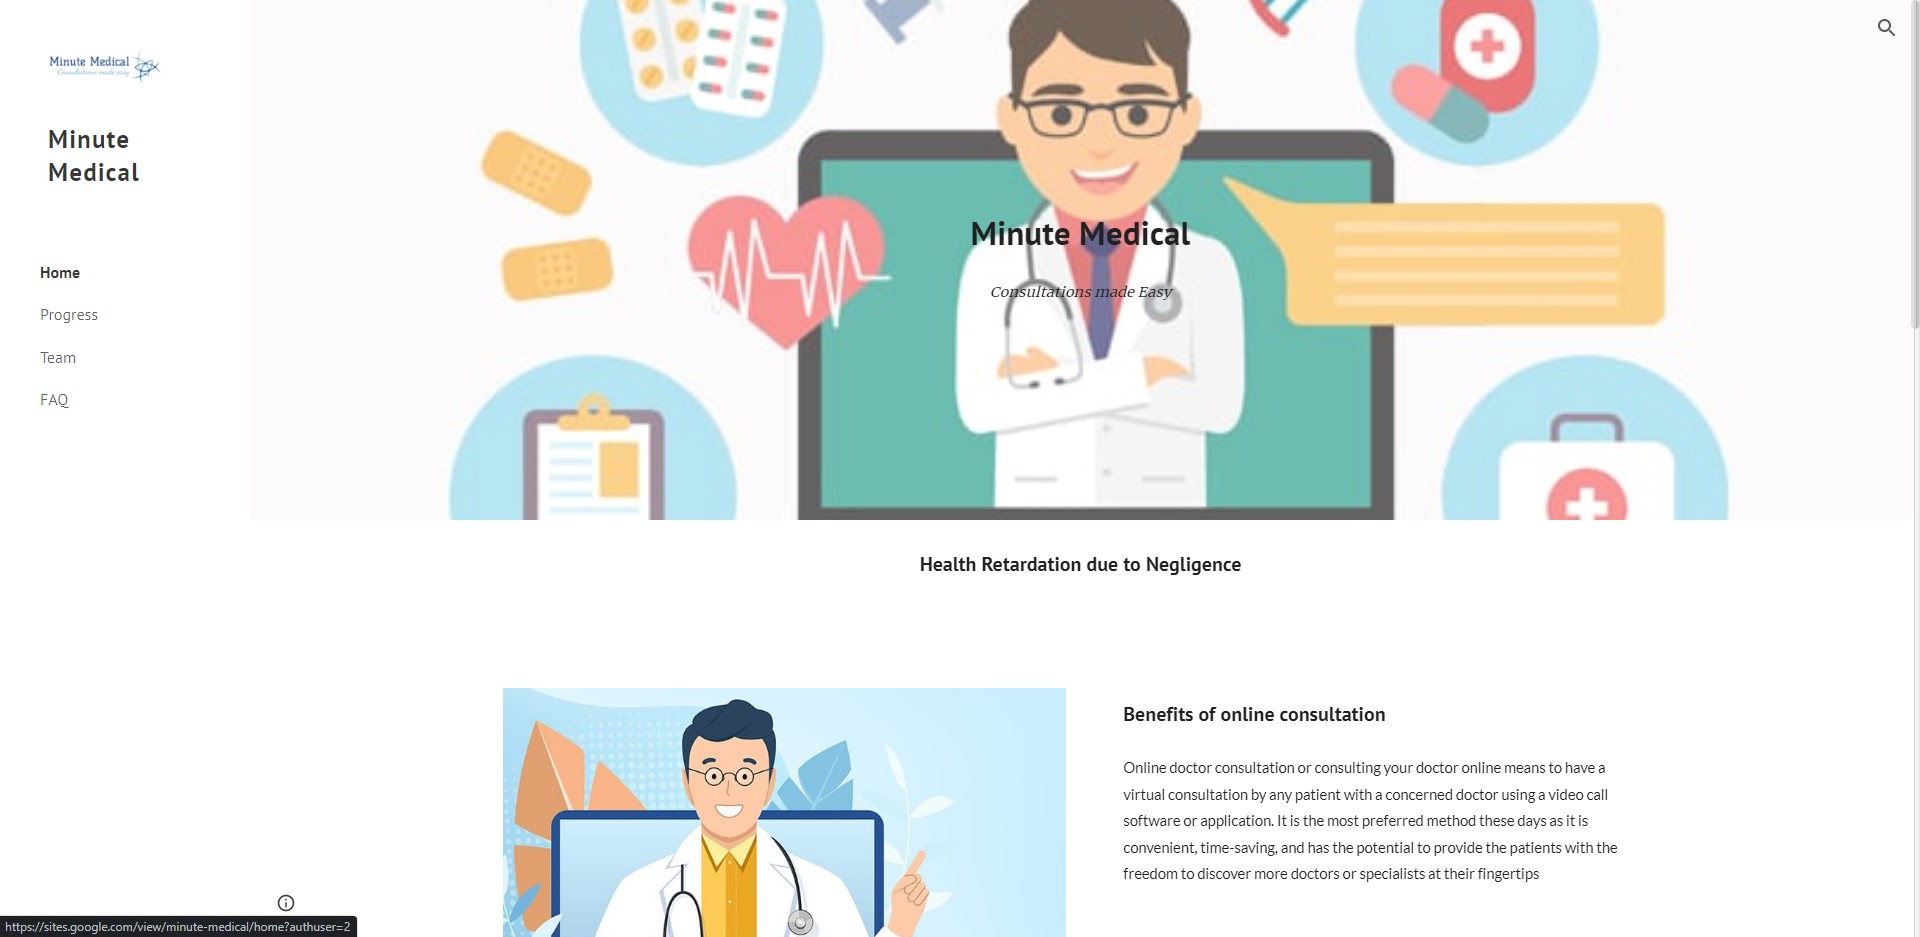 Minute Medical
Consultations made easy
Minute
Medical
Home
Progress
Team
FAQ
Minute Medical
Consultations made Easy
Health Retardation due to Negligence
Benefits of online consultation
Online doctor consultation or consulting your doctor online means to have a
virtual consultation by any patient with a concerned doctor using a video call
software or application. It is the most preferred method these days as it is
convenient, time-saving, and has the potential to provide the patients with the
freedom to discover more doctors or specialists at their fingertips
https://sites.google.com/view/minute-medical/home?authuser=2